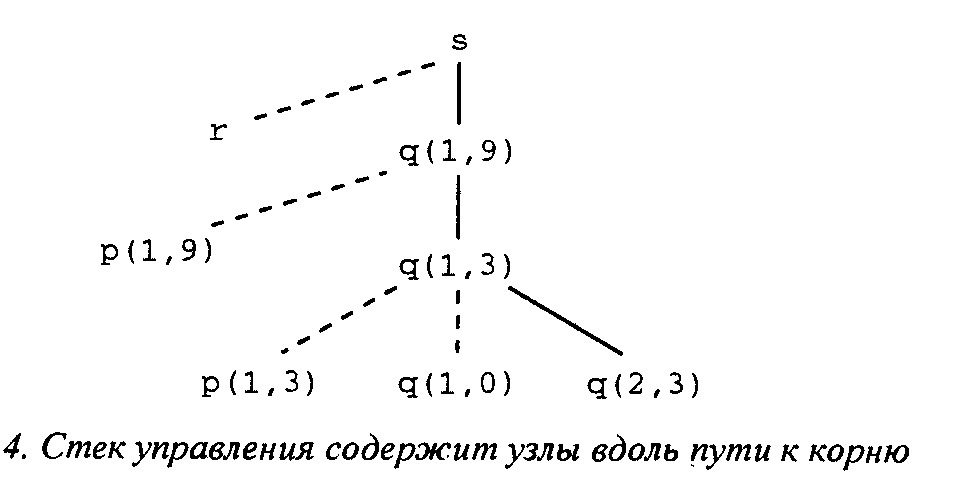 s
r
q(1,9)
p(1,9)
q(1,3)
p(1,3) q(1,0) q(2,3)
4. Стек управления содержит узлы вдоль пути к корню